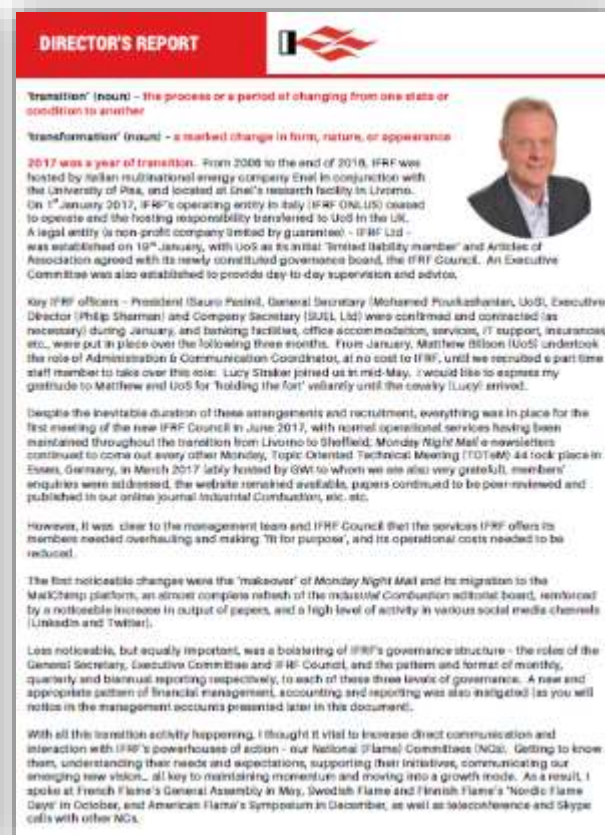 DIRECTOR'S REPORT
'transition' (noun) – the process or a period of changing from one state or
condition to another
'transformation' (noun) – a marked change in form, nature, or appearance
2017 was a year of transition. From 2006 to the end of 2016, IFRF was
hosted by Italian multinational energy company Enel in conjunction with
the University of Pisa, and located at Enel's research facility in Livorno.
On 1st January 2017, IFRF's operating entity in Italy (IFRF ONLUS) ceased
to operate and the hosting responsibility transferred to UoS in the UK.
A legal entity (a non-profit company limited by guarantee) – IFRF Ltd –
was established on 19th January, with UoS as its initial 'limited liability member' and Articles of
Association agreed with its newly constituted governance board, the IFRF Council. An Executive
Committee was also established to provide day-to-day supervision and advice.
Key IFRF officers – President (Sauro Pasini), General Secretary (Mohamed Pourkashanian, UoS), Executive
Director (Philip Sharman) and Company Secretary (SUEL Ltd) were confirmed and contracted (as
necessary) during January, and banking facilities, office accommodation, services, IT support, insurances,
etc., were put in place over the following three months. From January, Matthew Billson (UoS) undertook
the role of Administration & Communication Coordinator, at no cost to IFRF, until we recruited a part time
staff member to take over this role: Lucy Straker joined us in mid-May. I would like to express my
gratitude to Matthew and UoS for 'holding the fort' valiantly until the cavalry (Lucy) arrived.
Despite the inevitable duration of these arrangements and recruitment, everything was in place for the
first meeting of the new IFRF Council in June 2017, with normal operational services having been
maintained throughout the transition from Livorno to Sheffield; Monday Night Mail e-newsletters
continued to come out every other Monday, Topic Oriented Technical Meeting (TOTeM) 44 took place in
Essen, Germany, in March 2017 (ably hosted by GWI to whom we are also very grateful), members'
enquiries were addressed, the website remained available, papers continued to be peer-reviewed and
published in our online journal Industrial Combustion, etc. etc.
However, it was clear to the management team and IFRF Council that the services IFRF offers its
members needed overhauling and making 'fit for purpose', and its operational costs needed to be
reduced.
The first noticeable changes were the 'makeover' of Monday Night Mail and its migration to the
MailChimp platform, an almost complete refresh of the Industrial Combustion editorial board, reinforced
by a noticeable increase in output of papers, and a high level of activity in various social media channels
(LinkedIn and Twitter).
Less noticeable, but equally important, was a bolstering of IFRF's governance structure – the roles of the
General Secretary, Executive Committee and IFRF Council, and the pattern and format of monthly,
quarterly and biannual reporting respectively, to each of these three levels of governance. A new and
appropriate pattern of financial management, accounting and reporting was also instigated (as you will
notice in the management accounts presented later in this document).
With all this transition activity happening, I thought it vital to increase direct communication and
interaction with IFRF's powerhouses of action – our National (Flame) Committees (NCs). Getting to know
them, understanding their needs and expectations, supporting their initiatives, communicating our
emerging new vision… all key to maintaining momentum and moving into a growth mode. As a result, I
spoke at French Flame's General Assembly in May, Swedish Flame and Finnish Flame's 'Nordic Flame
Days' in October, and American Flame's Symposium in December, as well as teleconference and Skype
calls with other NCs.